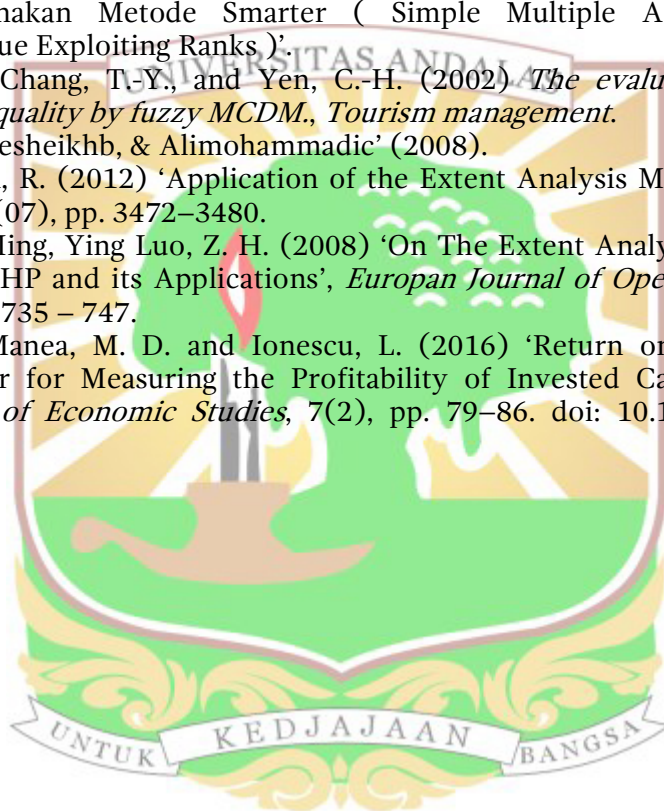 nakan Metode Smarter ( Simple Multiple A
ue Exploiting Ranks )'.
UNIVERSITAS ANDALAS
Chang, T.-Y., and Yen, C.-H. (2002) The evalu
quality by fuzzy MCDM., Tourism management.
esheikhb, & Alimohammadic' (2008).
, R. (2012) 'Application of the Extent Analysis M
(07), pp. 3472–3480.
ing, Ying Luo, Z. H. (2008) 'On The Extent Analy
HP and its Applications', Europan Journal of Ope
735 – 747.
Manea, M. D. and Ionescu, L. (2016) 'Return on
r for Measuring the Profitability of Invested Ca
of Economic Studies, 7(2), pp. 79–86. doi: 10.1
UNTUK KEDJAJAAN BANGSA